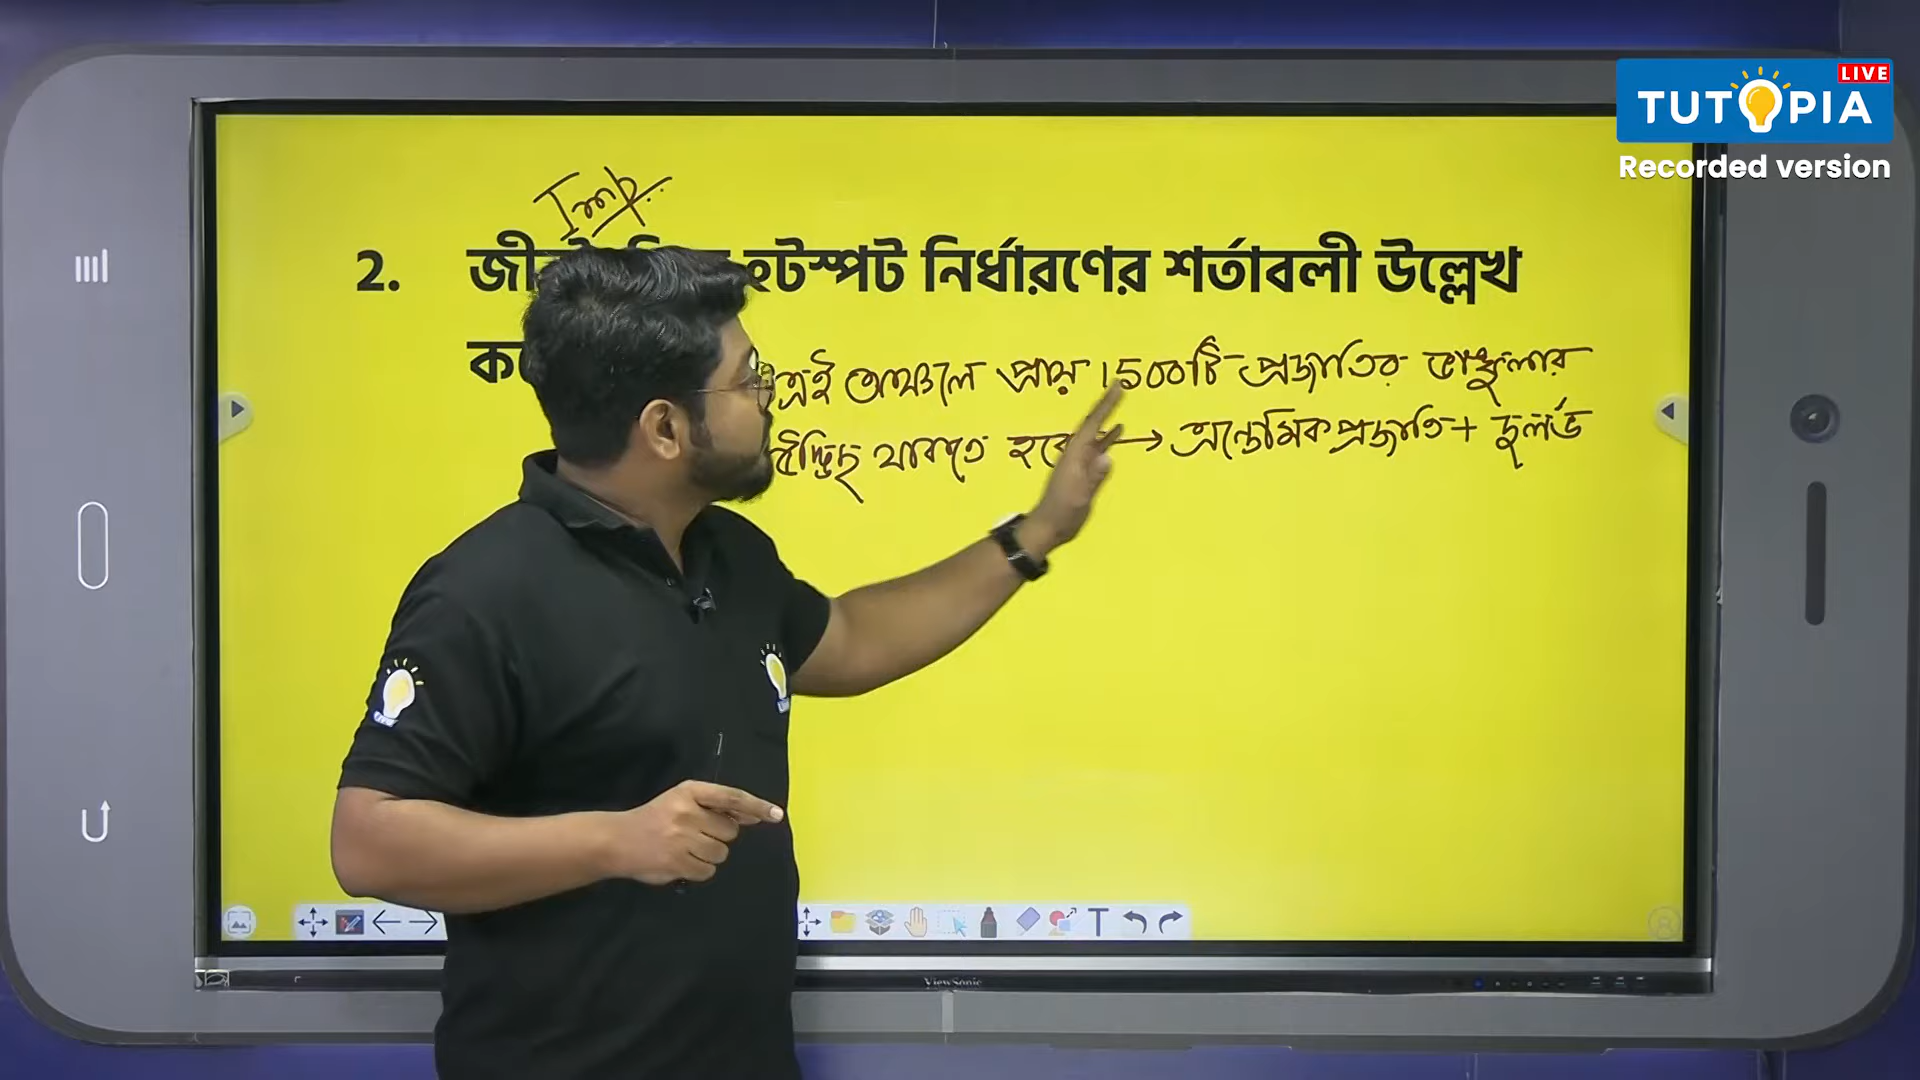 LIVE
TUTOPIA
Recorded version
Imp.
2. হটস্পট নির্ধারণের শর্তাবলী উল্লেখ
এই অঞ্চলে প্রায় 1500টি প্রজাতির ভাস্কুলার
উদ্ভিদ থাকতে হবে → এন্ডেমিক প্রজাতি + দুর্লভ
T
ViewSonic